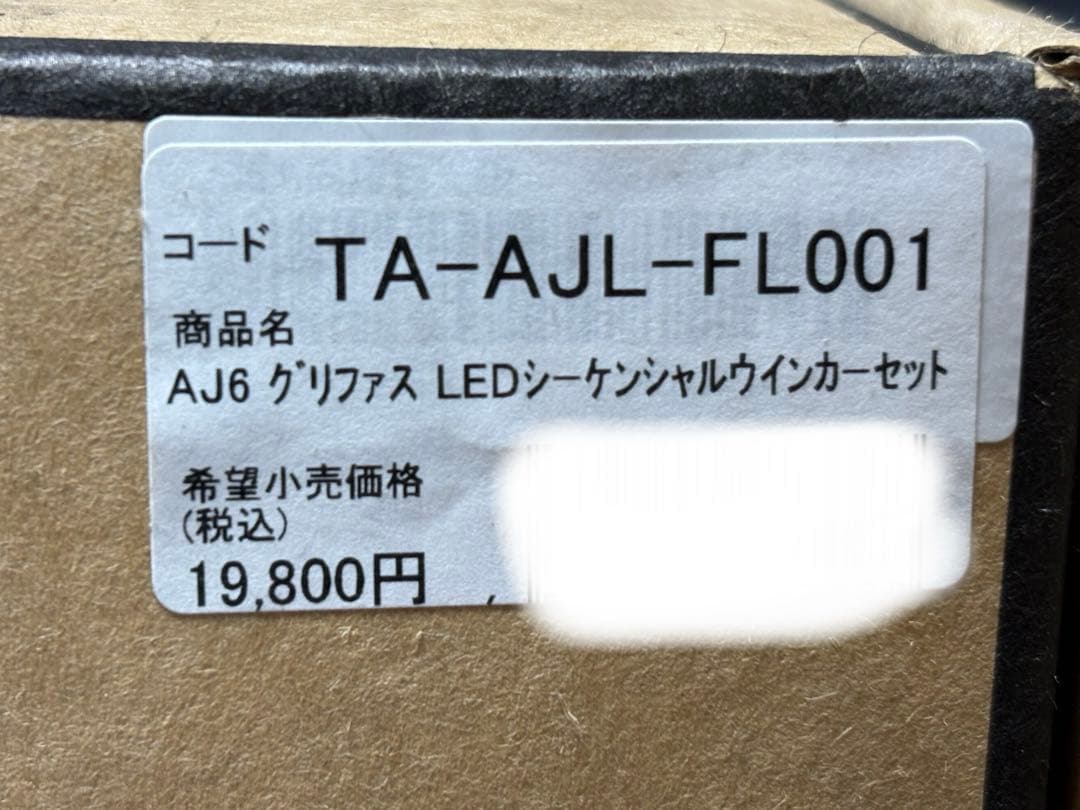 コード TA-AJL-FL001
商品名
AJ6 グリファス LEDシーケンシャルウインカーセット
希望小売価格
(税込)
19,800円